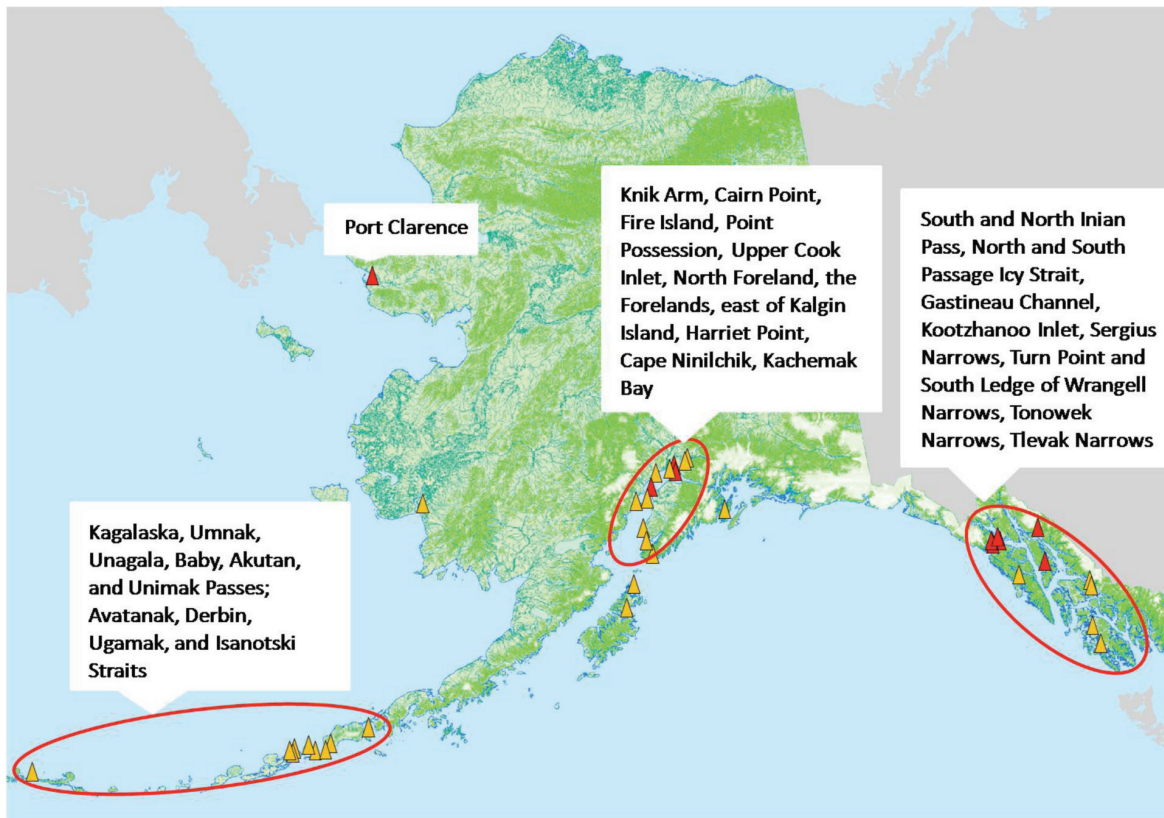 Port Clarence
Knik Arm, Cairn Point,
Fire Island, Point
Possession, Upper Cook
Inlet, North Foreland, the
Forelands, east of Kalgin
Island, Harriet Point,
Cape Ninilchik, Kachemak
Bay
South and North Inian
Pass, North and South
Passage Icy Strait,
Gastineau Channel,
Kootzhanoo Inlet, Sergius
Narrows, Turn Point and
South Ledge of Wrangell
Narrows, Tonowek
Narrows, Tlevak Narrows
Kagalaska, Umnak,
Unagala, Baby, Akutan,
and Unimak Passes;
Avatanak, Derbin,
Ugamak, and Isanotski
Straits